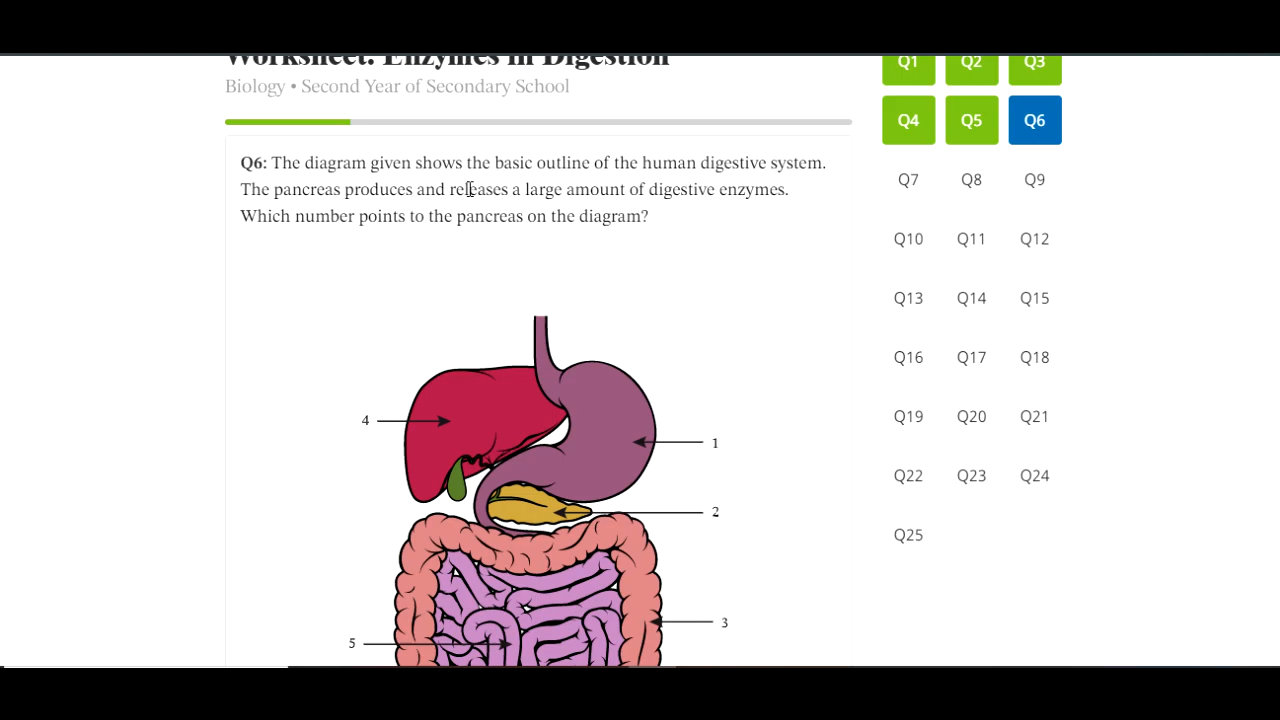 Worksheet: Enzymes in Digestion
Biology • Second Year of Secondary School
Q6: The diagram given shows the basic outline of the human digestive system.
The pancreas produces and releases a large amount of digestive enzymes.
Which number points to the pancreas on the diagram?
4
1
2
3
5
Q1 Q2 Q3
Q4 Q5 Q6
Q7 Q8 Q9
Q10 Q11 Q12
Q13 Q14 Q15
Q16 Q17 Q18
Q19 Q20 Q21
Q22 Q23 Q24
Q25